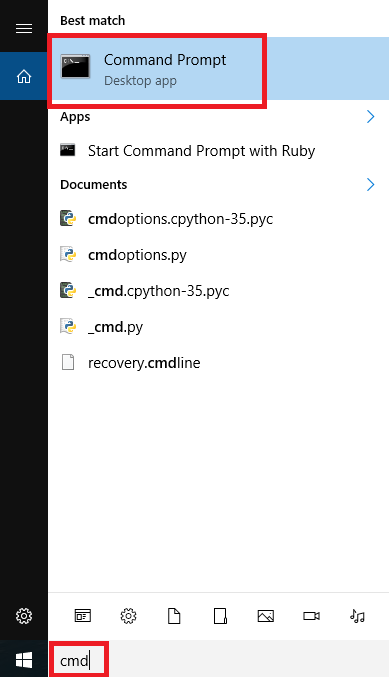 Best match
Command Prompt
Desktop app
Apps
Start Command Prompt with Ruby
Documents
cmdoptions.cpython-35.pyc
cmdoptions.py
_cmd.cpython-35.pyc
_cmd.py
recovery.cmdline
cmd